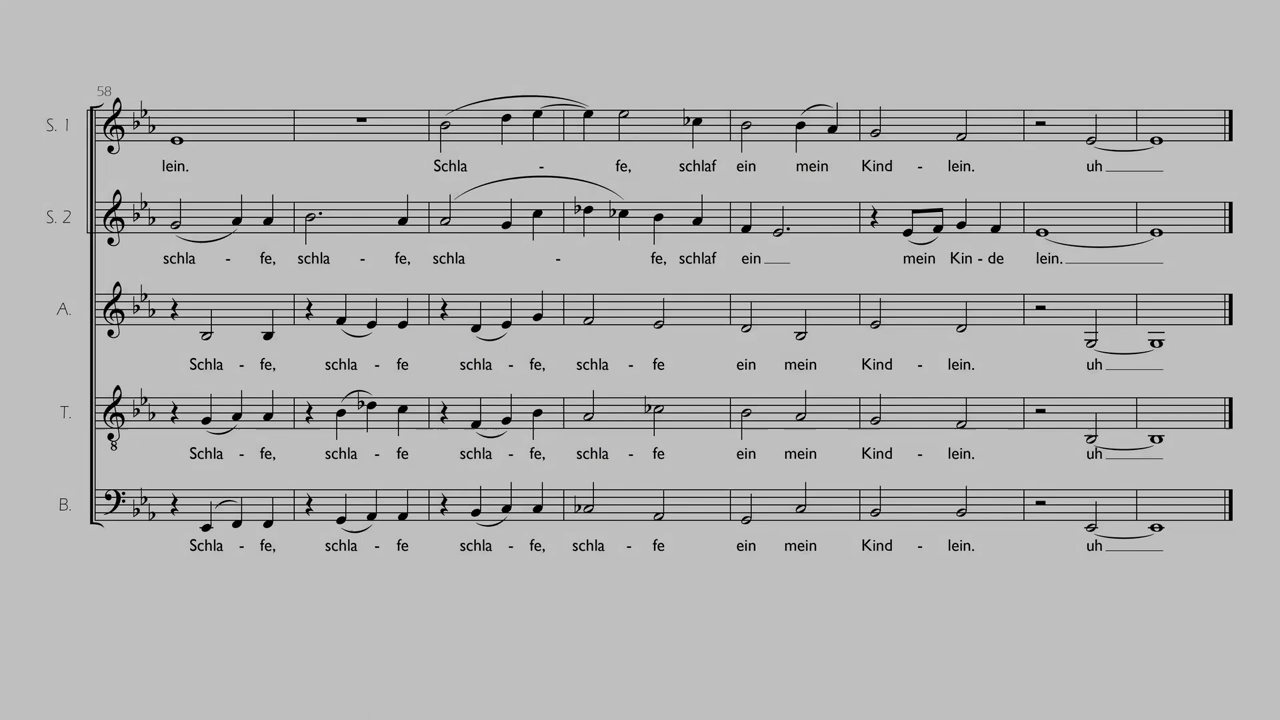 58
S. 1
lein. Schla - fe, schlaf ein mein Kind - lein. uh
S. 2
schla - fe, schla - fe, schla - fe, schlaf ein mein Kin - de lein.
A.
Schla - fe, schla - fe schla - fe, schla - fe ein mein Kind - lein. uh
T.
8
Schla - fe, schla - fe schla - fe, schla - fe ein mein Kind - lein. uh
B.
Schla - fe, schla - fe schla - fe, schla - fe ein mein Kind - lein. uh